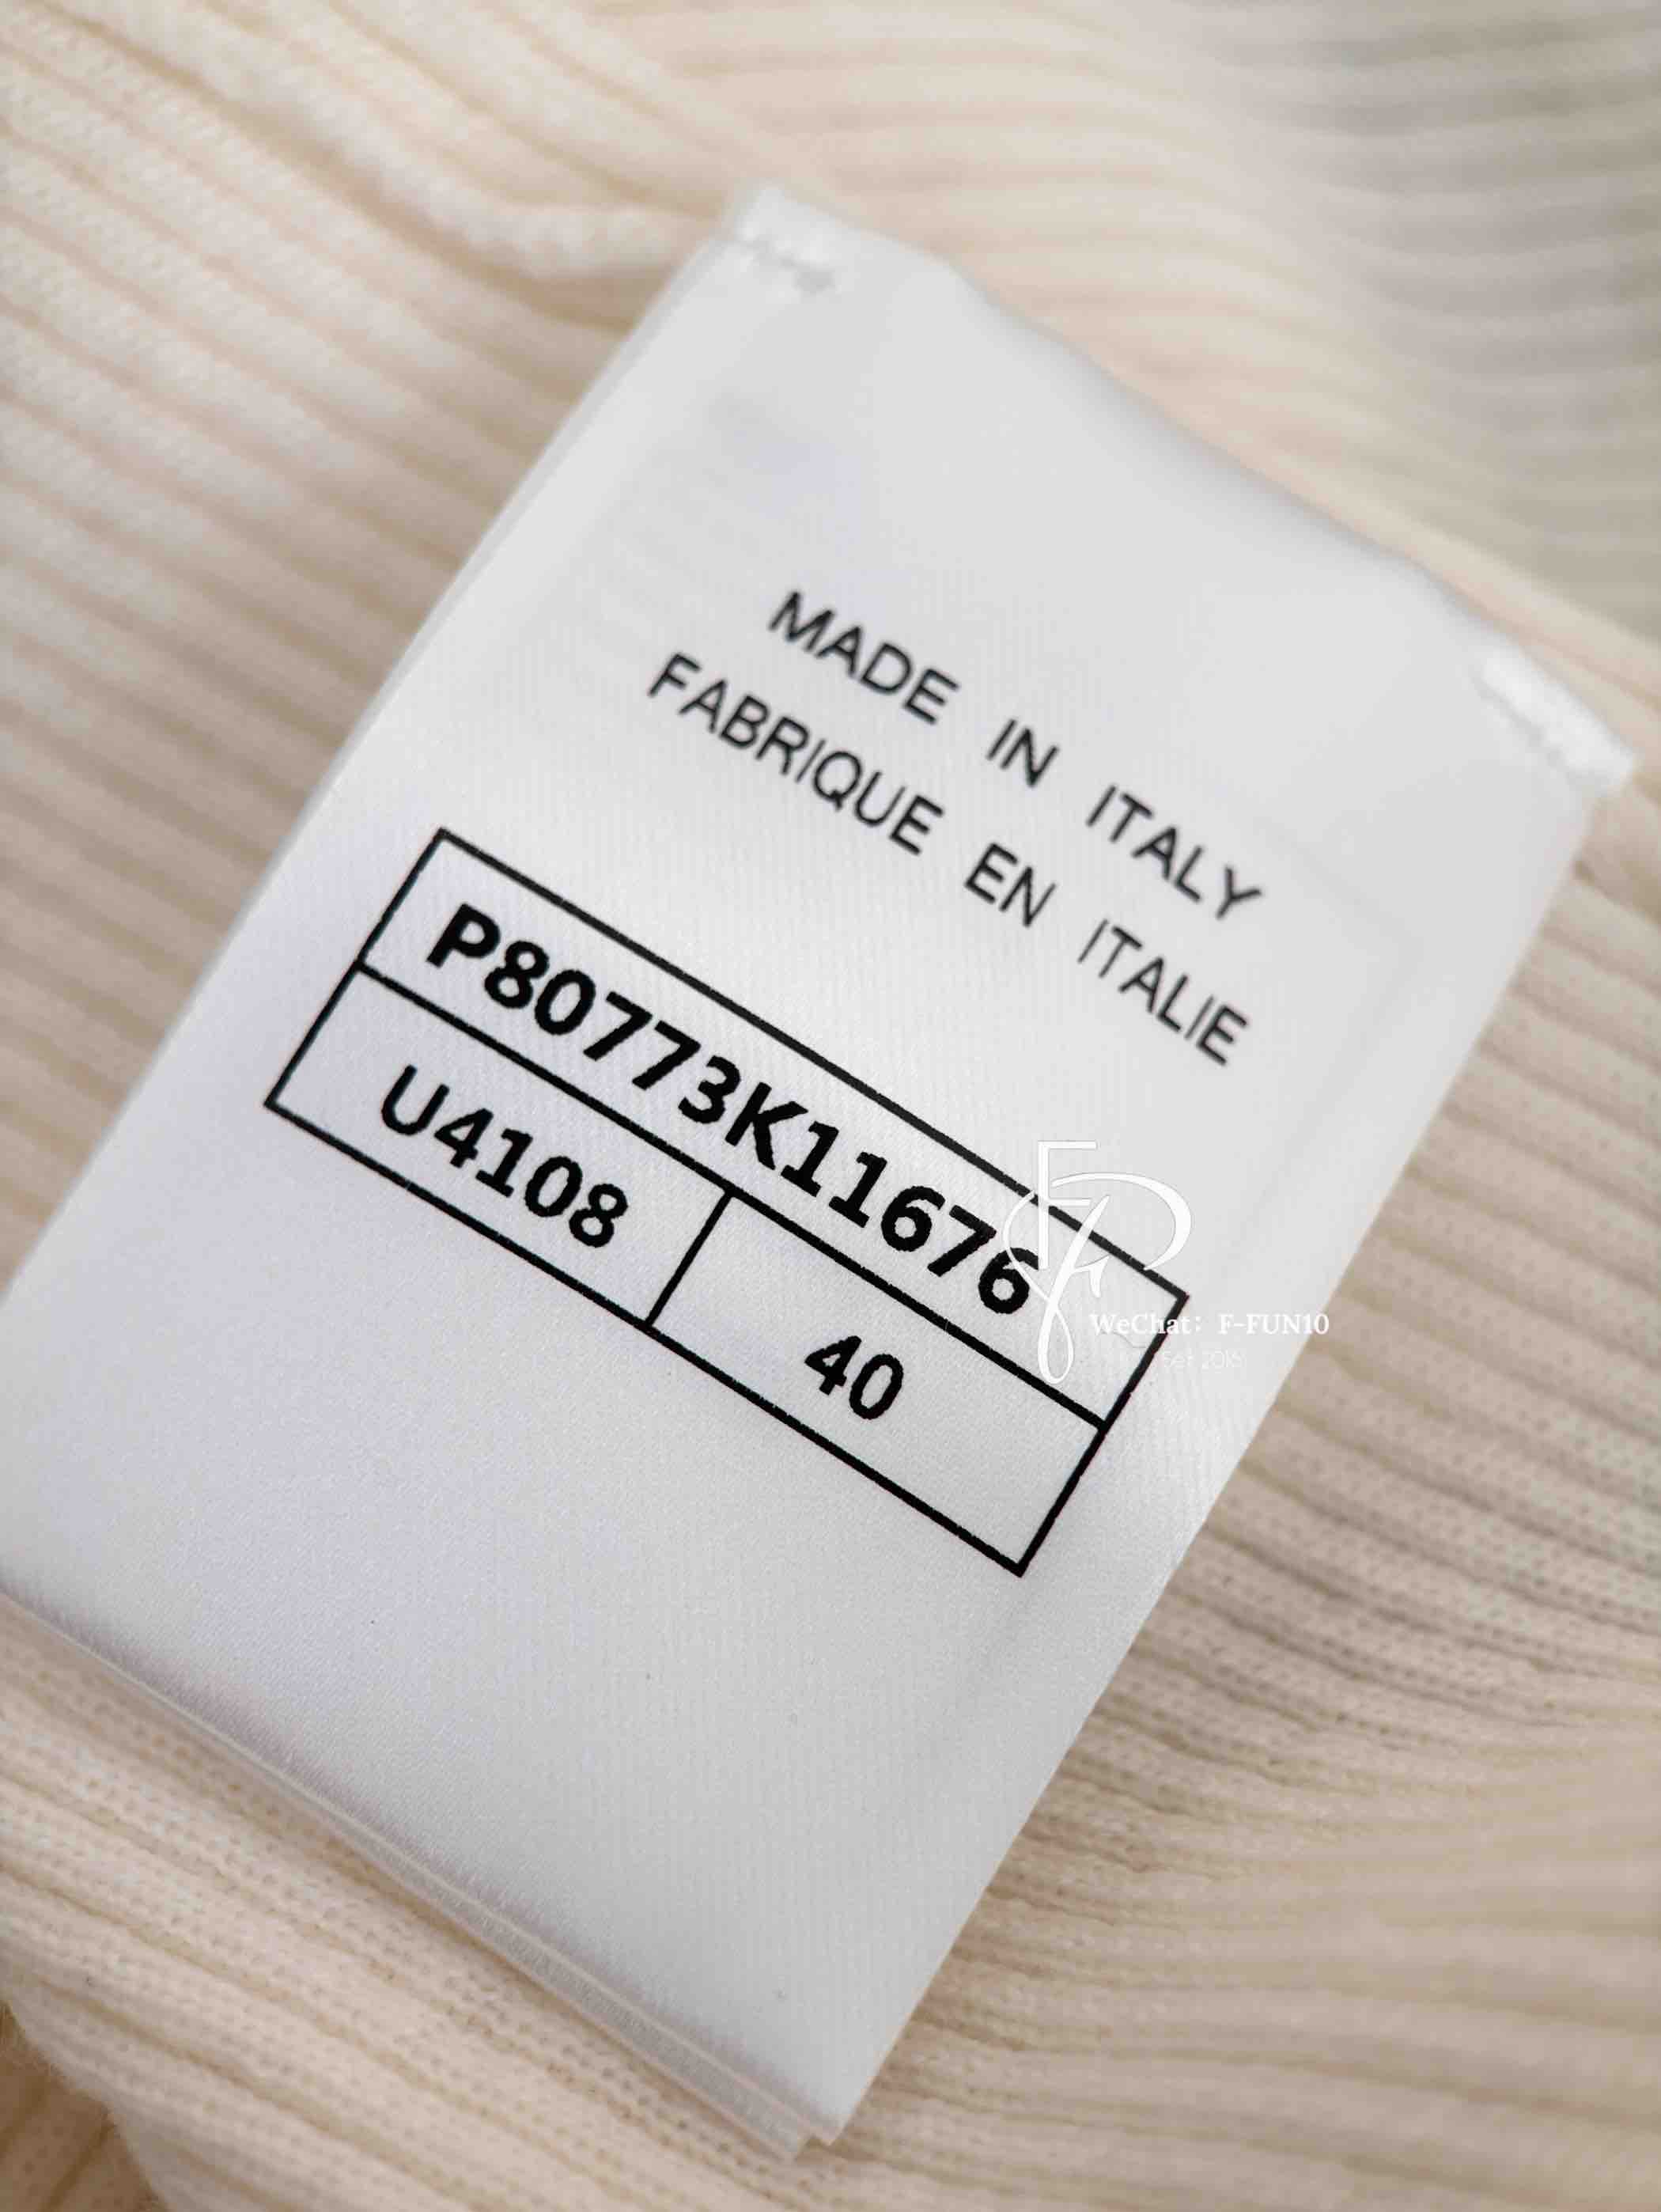 MADE IN ITALY
FABRIQUE EN ITALIE
P80773K11676
U4108
40
WeChat: F-FUN10